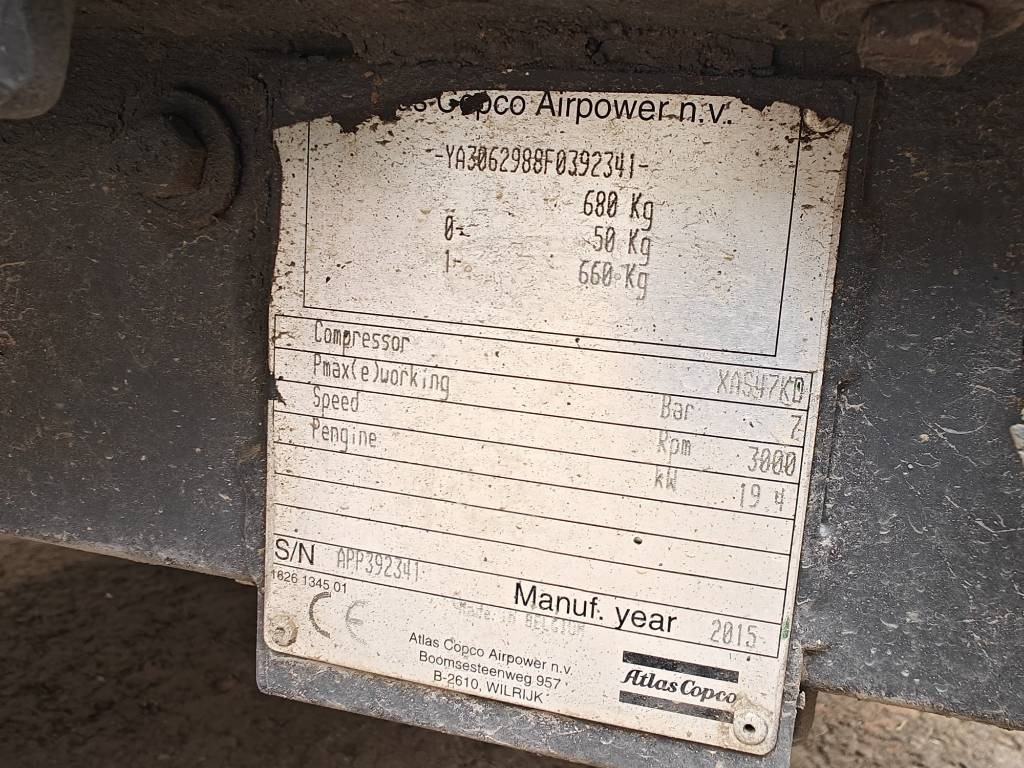 Copco Airpower n.v.
-YA3062988F0392341-
680 Kg
0- 50 Kg
1- 660 Kg
Compressor XAS47KD
Pmax(e)working Bar 7
Speed Rpm 3000
Pengine kW 19.4
S/N APP392341
1626 1345 01
Manuf. year 2015
CE
Made in BELGIUM
Atlas Copco Airpower n.v.
Boomsesteenweg 957
B-2610, WILRIJK
Atlas Copco